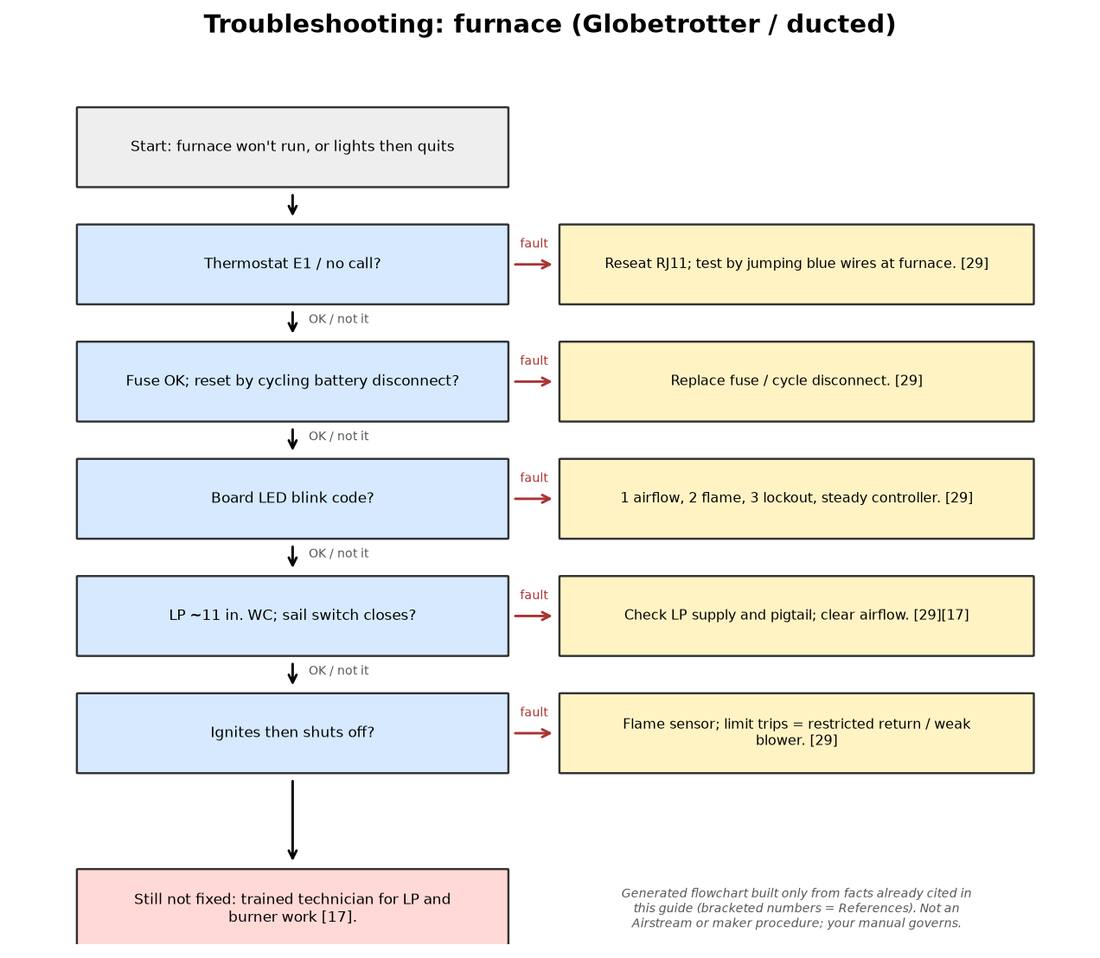 Troubleshooting: furnace (Globetrotter / ducted)
Start: furnace won't run, or lights then quits
Thermostat E1 / no call?
fault
Reseat RJ11; test by jumping blue wires at furnace. [29]
OK / not it
Fuse OK; reset by cycling battery disconnect?
fault
Replace fuse / cycle disconnect. [29]
OK / not it
Board LED blink code?
fault
1 airflow, 2 flame, 3 lockout, steady controller. [29]
OK / not it
LP ~11 in. WC; sail switch closes?
fault
Check LP supply and pigtail; clear airflow. [29][17]
OK / not it
Ignites then shuts off?
fault
Flame sensor; limit trips = restricted return / weak
blower. [29]
Still not fixed: trained technician for LP and
burner work [17].
Generated flowchart built only from facts already cited in
this guide (bracketed numbers = References). Not an
Airstream or maker procedure; your manual governs.